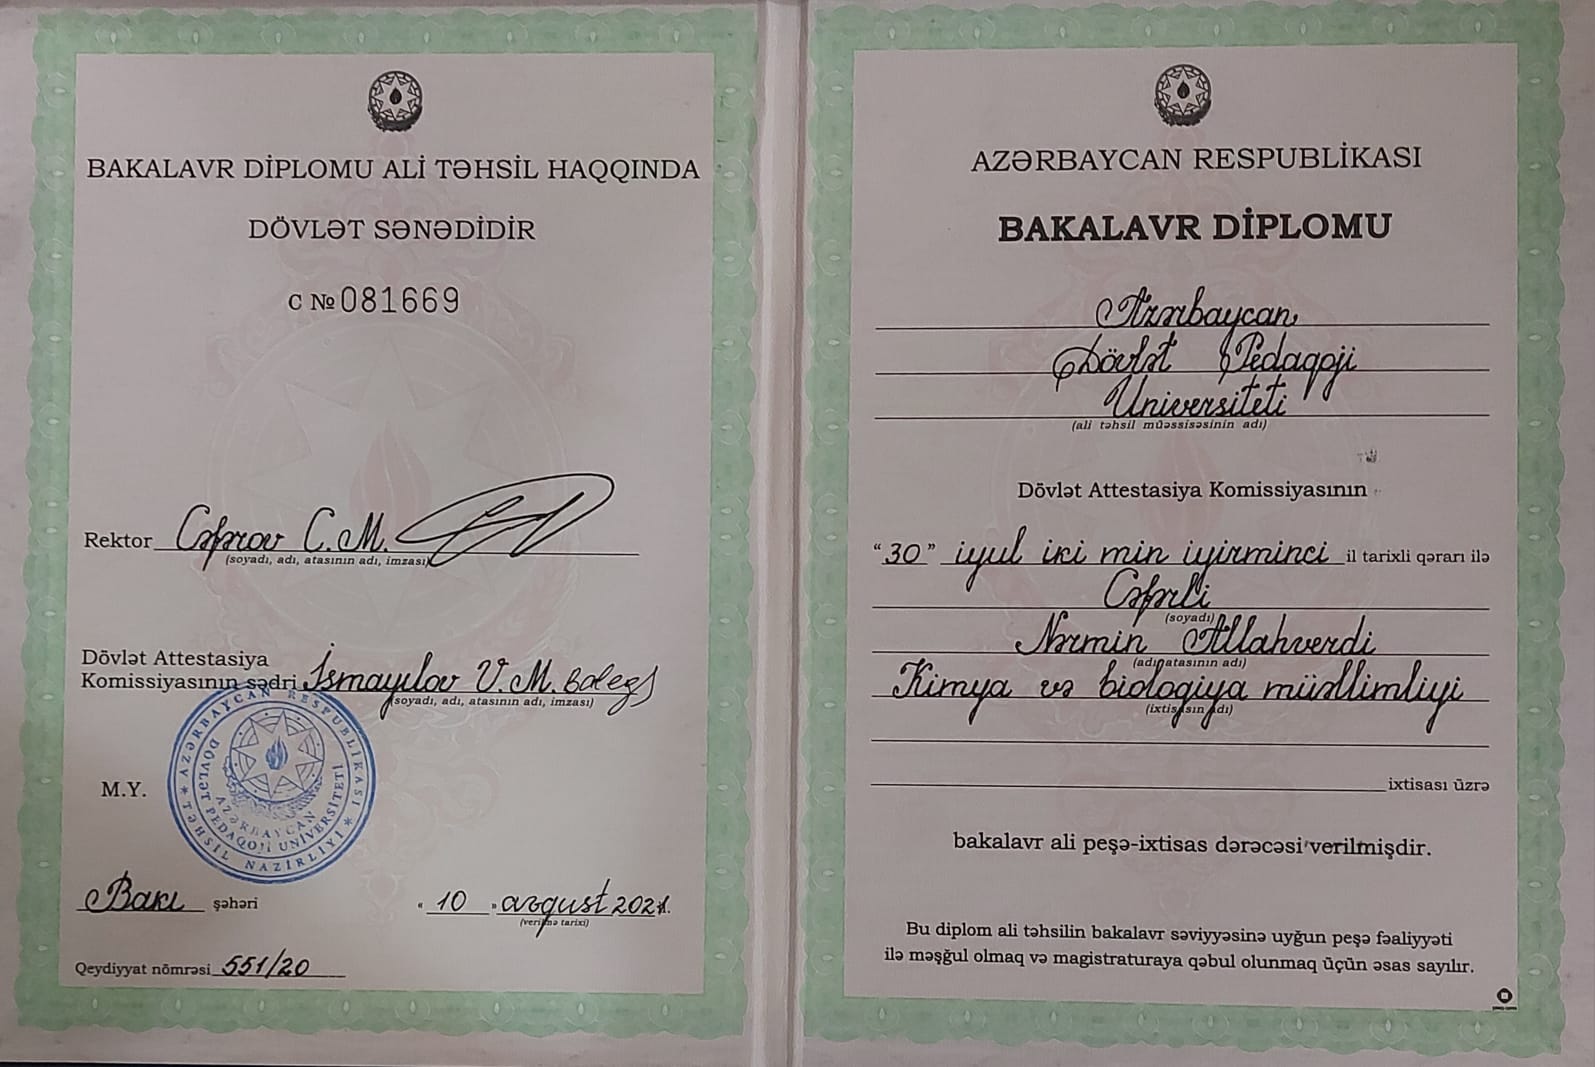 BAKALAVR DİPLOMU ALİ TƏHSİL HAQQINDA
DÖVLƏT SƏNƏDİDİR
C № 081669
Rektor Cəfərov C.M.
(soyadı, adı, atasının adı, imzası)
Dövlət Attestasiya
Komissiyasının sədri İsmayılov V.M.
(soyadı, adı, atasının adı, imzası)
M.Y.
★ AZƏRBAYCAN RESPUBLİKASI ★ TƏHSİL NAZİRLİYİ
AZƏRBAYCAN DÖVLƏT PEDAQOJİ UNİVERSİTETİ
Bakı şəhəri
" 10 " avqust 2021.
(verilmə tarixi)
Qeydiyyat nömrəsi 551/20
AZƏRBAYCAN RESPUBLİKASI
BAKALAVR DİPLOMU
Azərbaycan
Dövlət Pedaqoji
Universiteti
(ali təhsil müəssisəsinin adı)
Dövlət Attestasiya Komissiyasının
"30" iyul iki min iyirminci il tarixli qərarı ilə
Cəfərli
(soyadı)
Nərmin Allahverdi
(adı, atasının adı)
Kimya və biologiya müəllimliyi
(ixtisasın adı)
ixtisası üzrə
bakalavr ali peşə-ixtisas dərəcəsi verilmişdir.
Bu diplom ali təhsilin bakalavr səviyyəsinə uyğun peşə fəaliyyəti
ilə məşğul olmaq və magistraturaya qəbul olunmaq üçün əsas sayılır.